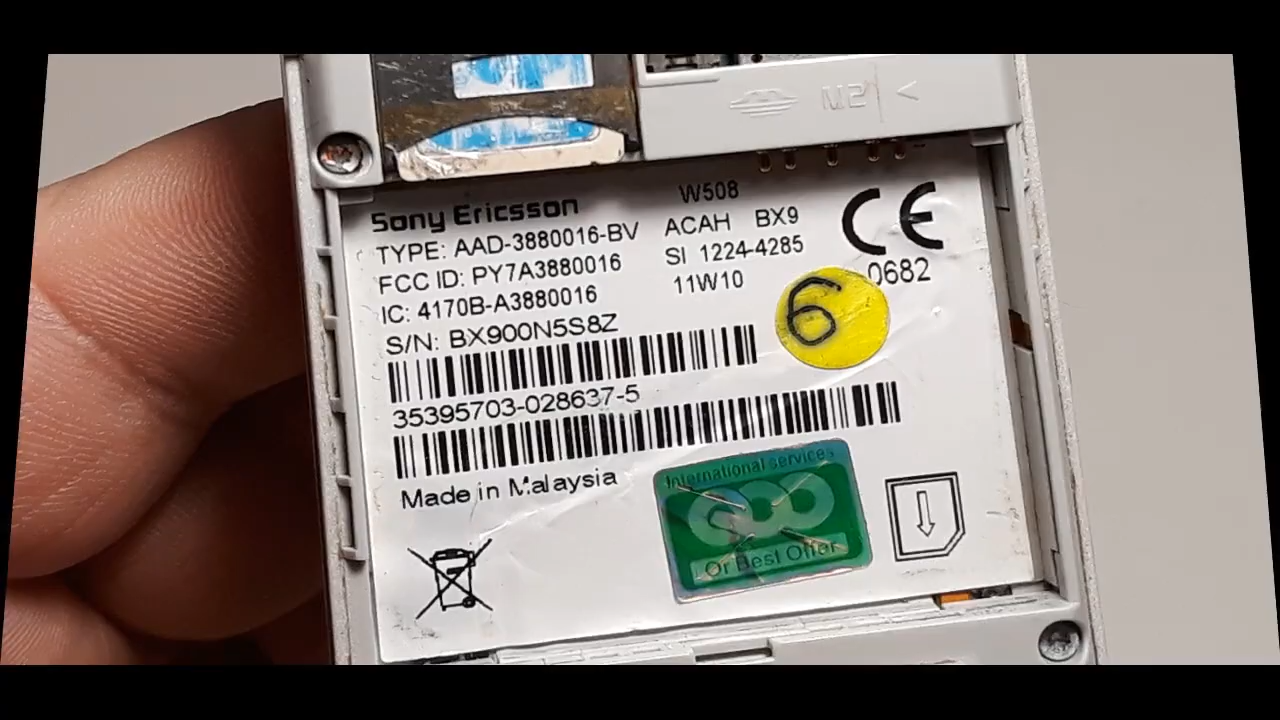 M2
Sony Ericsson
W508
TYPE: AAD-3880016-BV
ACAH BX9
FCC ID: PY7A3880016
SI 1224-4285
IC: 4170B-A3880016
11W10
CE
0682
S/N: BX900N5S8Z
6
35395703-028637-5
Made in Malaysia
International services
Or Best Offer